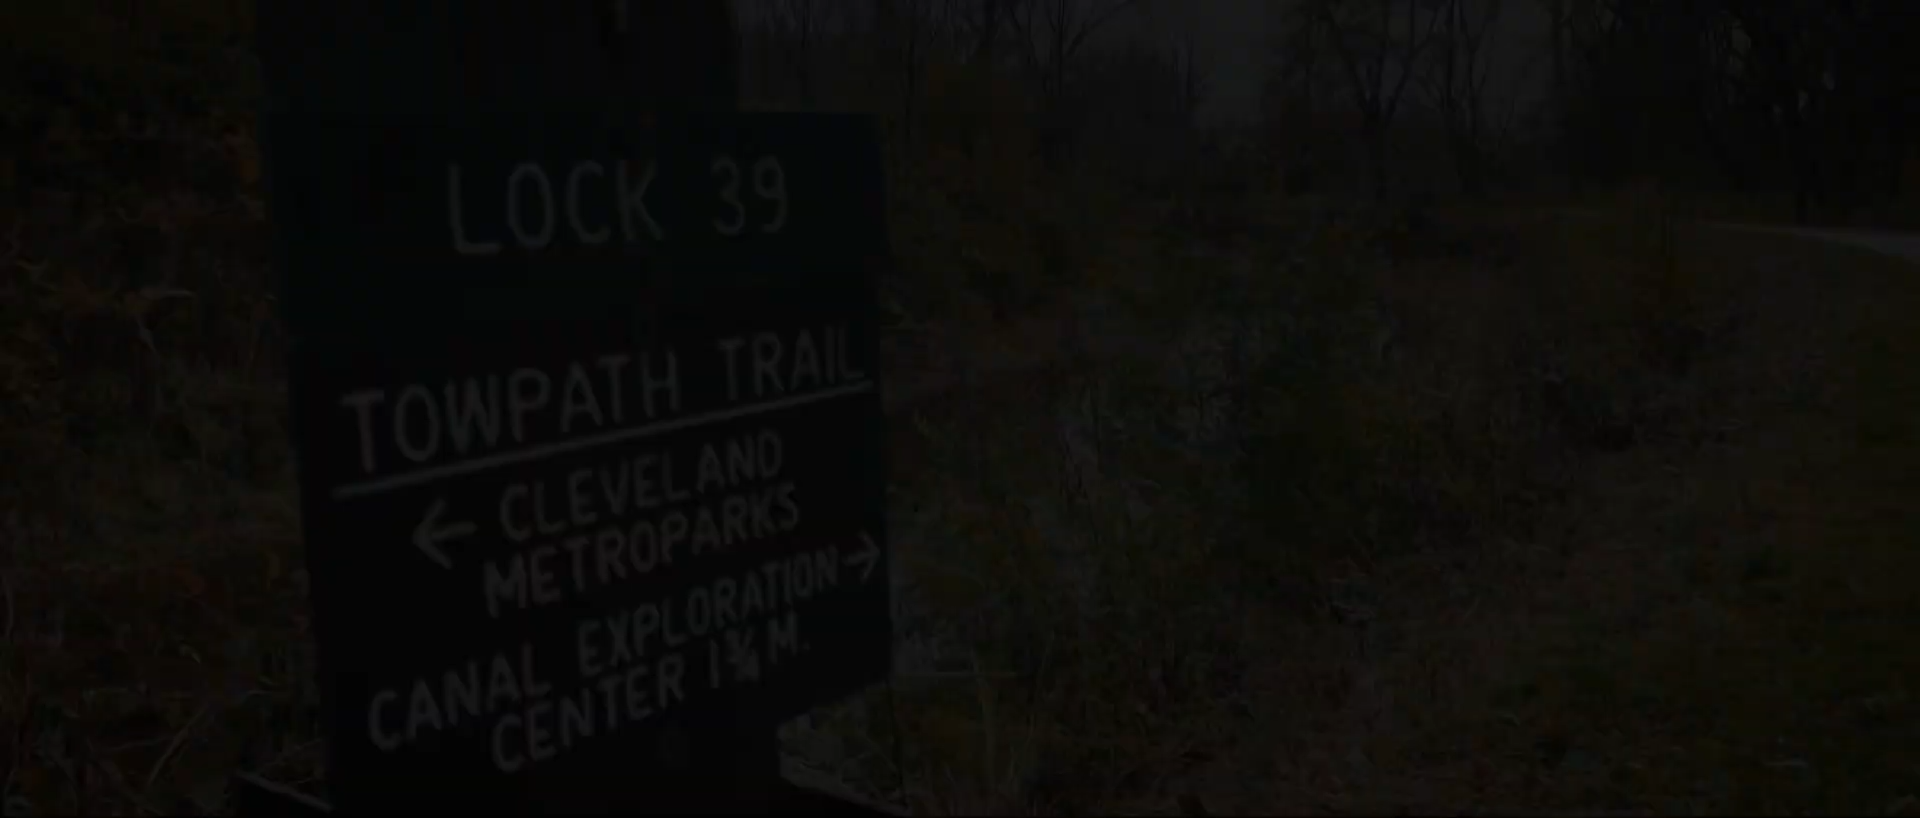 LOCK 39
TOWPATH TRAIL
← CLEVELAND
METROPARKS
CANAL EXPLORATION →
CENTER 1¾ M.